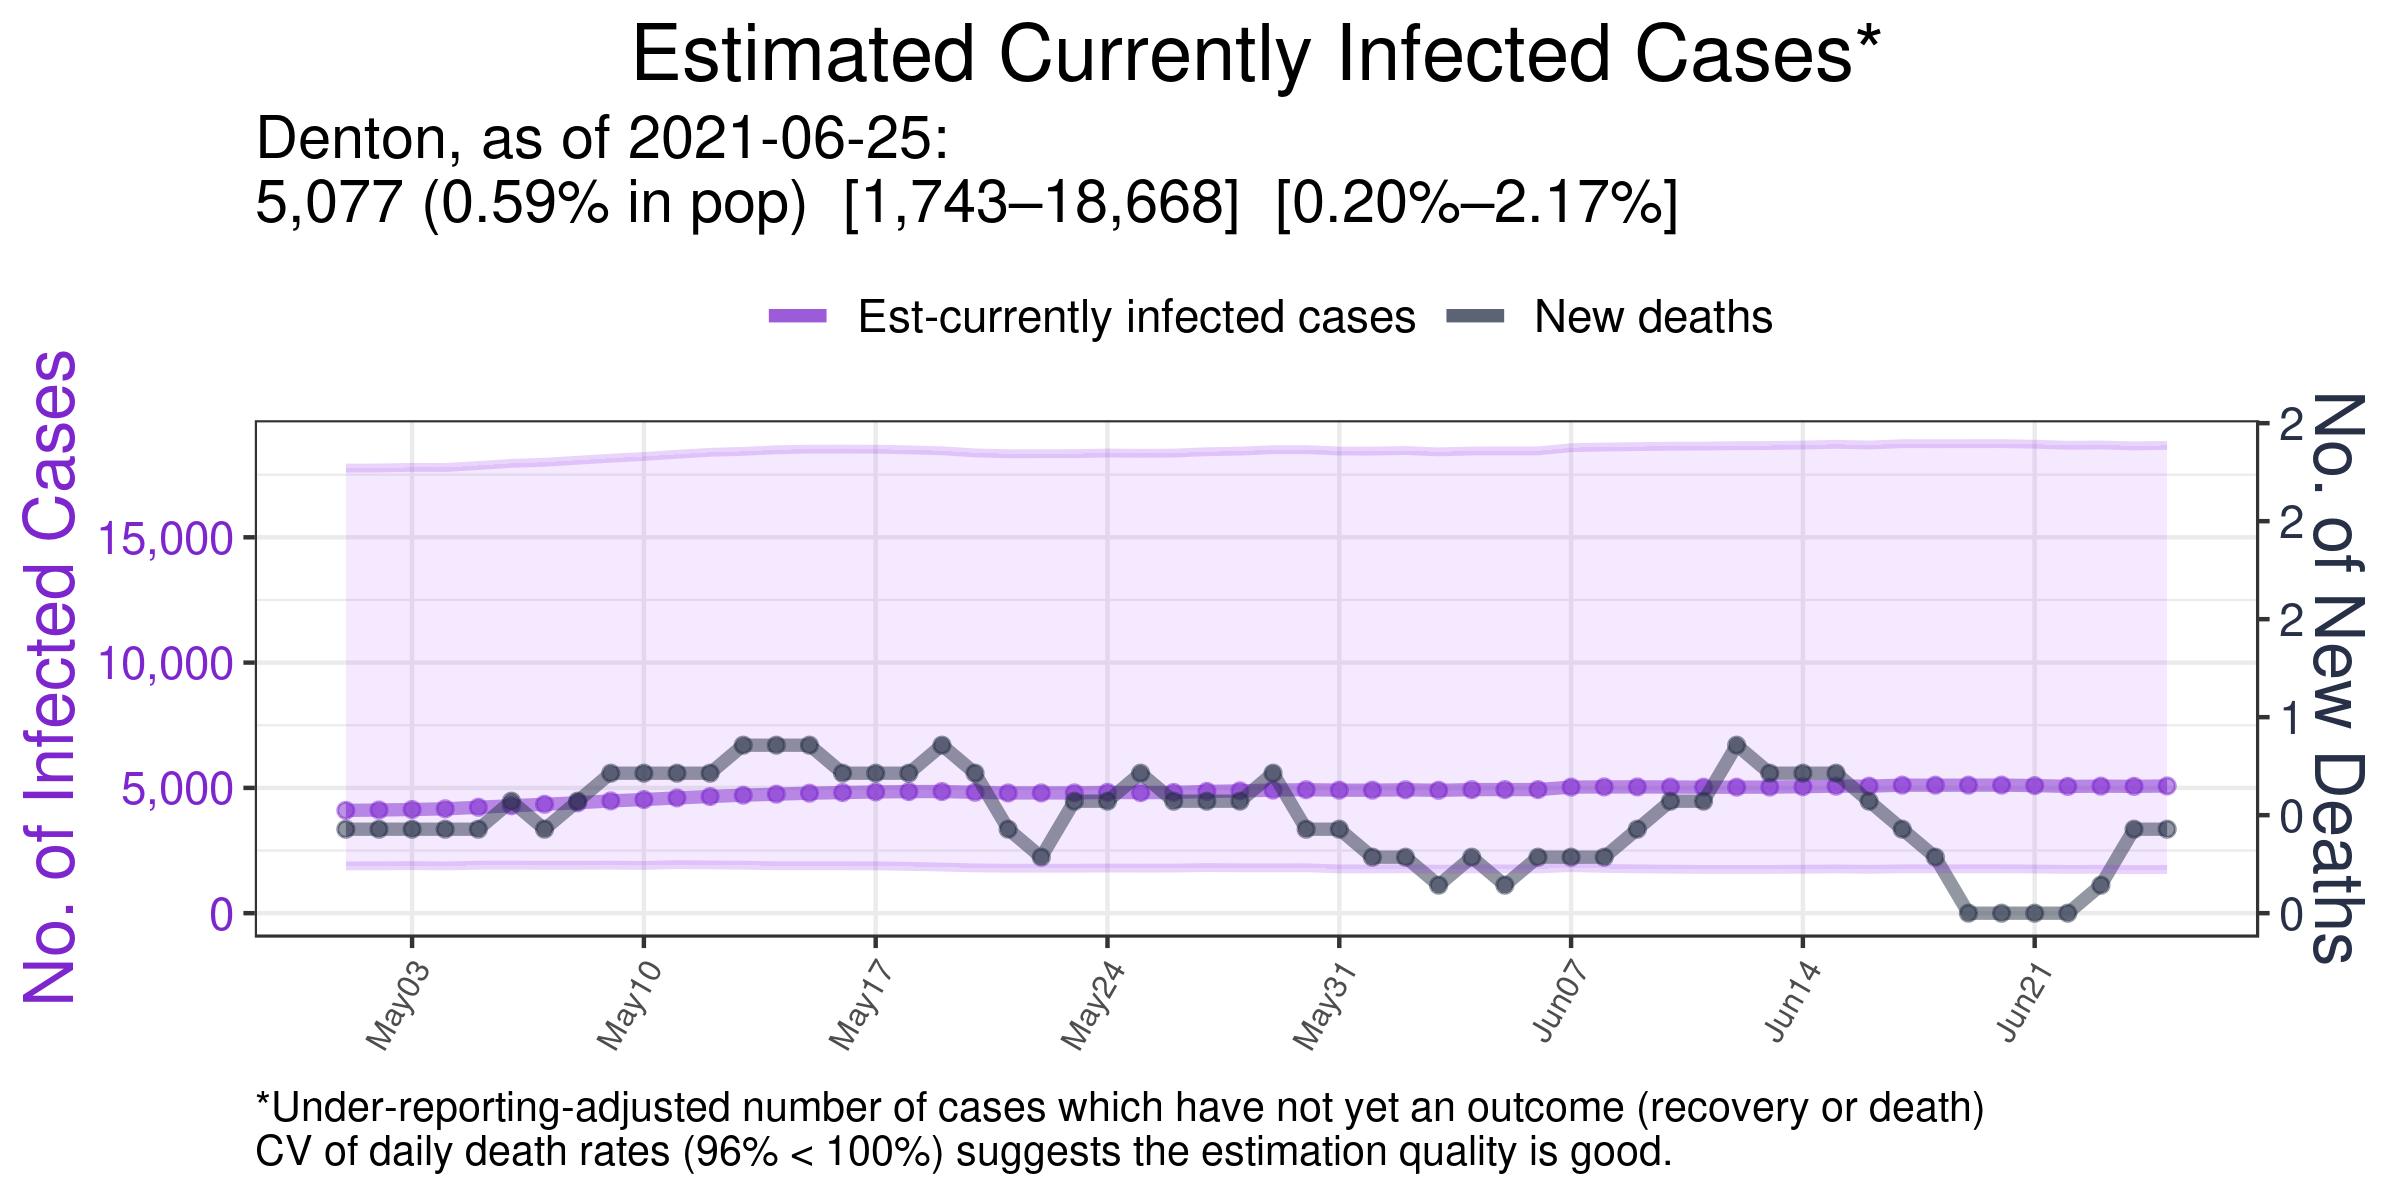 Estimated Currently Infected Cases*
Denton, as of 2021-06-25:
5,077 (0.59% in pop) [1,743–18,668] [0.20%–2.17%]
Est-currently infected cases
New deaths
No. of Infected Cases
15,000
10,000
5,000
0
2
2
2
1
0
0
No. of New Deaths
May03
May10
May17
May24
May31
Jun07
Jun14
Jun21
*Under-reporting-adjusted number of cases which have not yet an outcome (recovery or death)
CV of daily death rates (96% < 100%) suggests the estimation quality is good.